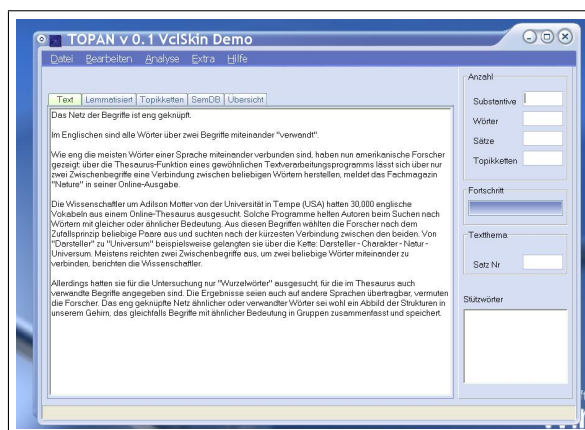 TOPAN v 0.1 VclSkin Demo
Datei Bearbeiten Analyse Extra Hilfe
Text Lemmatisiert Topikketten SemDB Übersicht
Das Netz der Begriffe ist eng geknüpft.
Im Englischen sind alle Wörter über zwei Begriffe miteinander "verwandt".
Wie eng die meisten Wörter einer Sprache miteinander verbunden sind, haben nun amerikanische Forscher
gezeigt: über die Thesaurus-Funktion eines gewöhnlichen Textverarbeitungsprogramms lässt sich über nur
zwei Zwischenbegriffe eine Verbindung zwischen beliebigen Wörtern herstellen, meldet das Fachmagazin
"Nature" in seiner Online-Ausgabe.
Die Wissenschaftler um Adilson Motter von der Universität in Tempe (USA) hatten 30,000 englische
Vokabeln aus einem Online-Thesaurus ausgesucht. Solche Programme helfen Autoren beim Suchen nach
Wörtern mit gleicher oder ähnlicher Bedeutung. Aus diesen Begriffen wählten die Forscher nach dem
Zufallsprinzip beliebige Paare aus und suchten nach der kürzesten Verbindung zwischen den beiden. Von
"Darsteller" zu "Universum" beispielsweise gelangten sie über die Kette: Darsteller - Charakter - Natur -
Universum. Meistens reichten zwei Zwischenbegriffe aus, um zwei beliebige Wörter miteinander zu
verbinden, berichten die Wissenschaftler.
Allerdings hatten sie für die Untersuchung nur "Wurzelwörter" ausgesucht, für die im Thesaurus auch
verwandte Begriffe angegeben sind. Die Ergebnisse seien auch auf andere Sprachen übertragbar, vermuten
die Forscher. Das eng geknüpfte Netz ähnlicher oder verwandter Wörter sei wohl ein Abbild der Strukturen in
unserem Gehirn, das gleichfalls Begriffe mit ähnlicher Bedeutung in Gruppen zusammenfasst und speichert.
Anzahl
Substantive
Wörter
Sätze
Topikketten
Fortschritt
Textthema
Satz Nr
Stützwörter